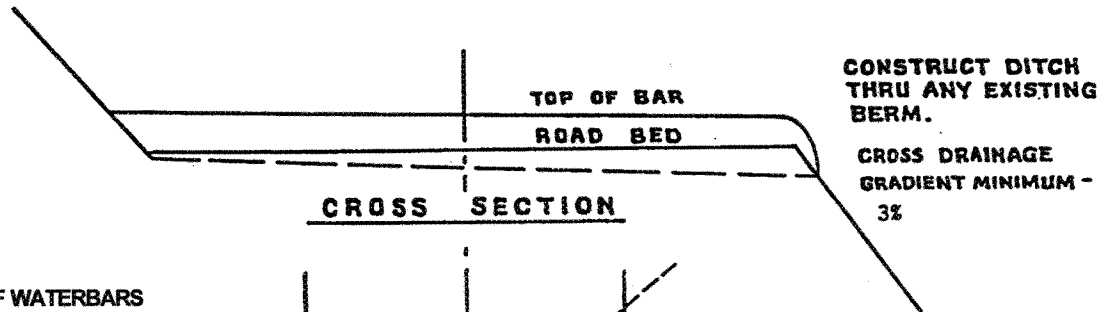 TOP OF BAR
ROAD BED
CONSTRUCT DITCH
THRU ANY EXISTING
BERM.
CROSS DRAINAGE
GRADIENT MINIMUM -
3%
CROSS SECTION
F WATERBARS